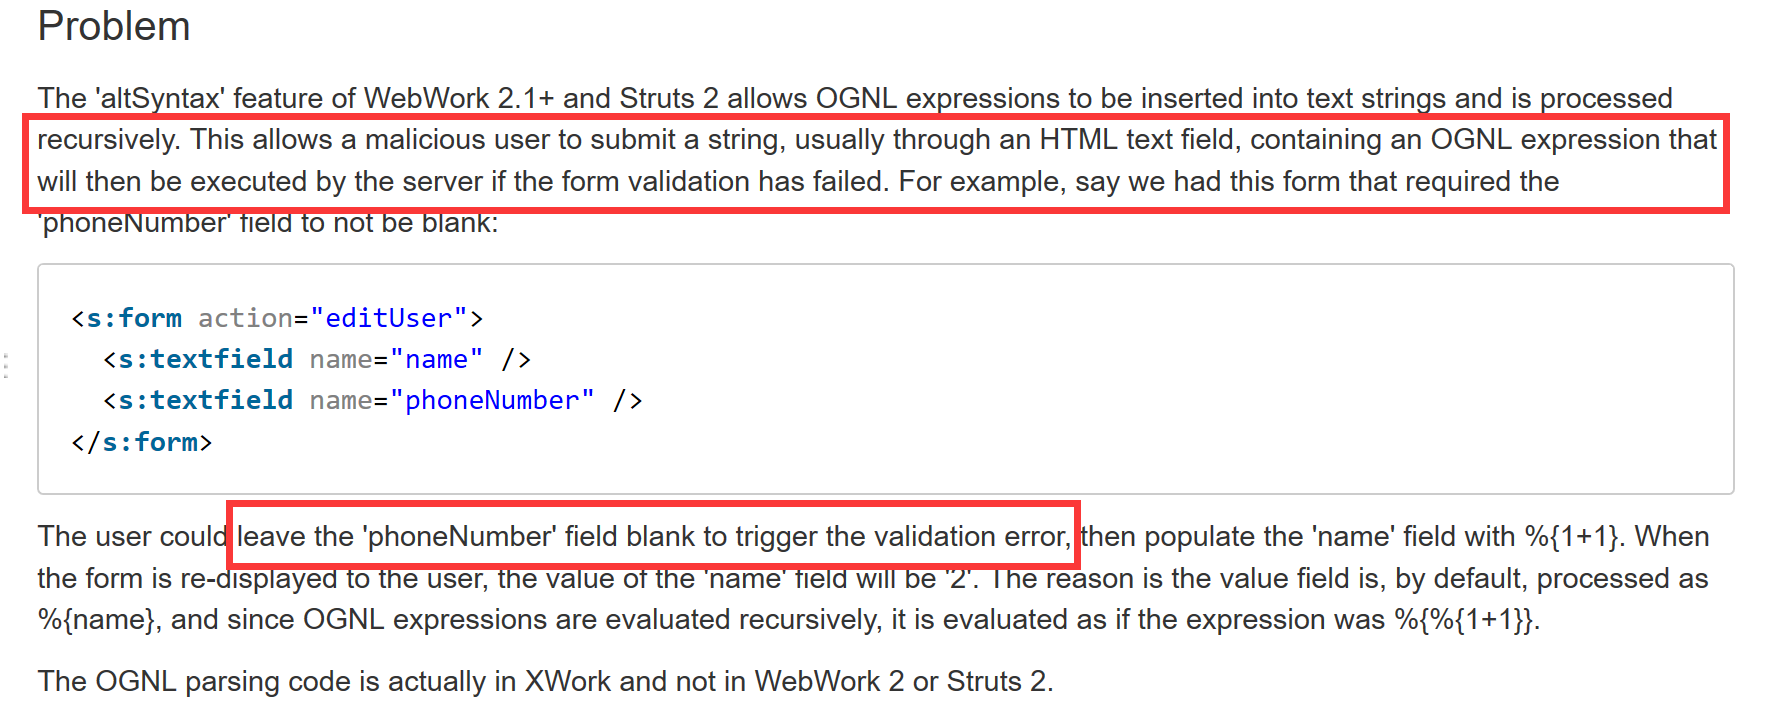 Problem
The 'altSyntax' feature of WebWork 2.1+ and Struts 2 allows OGNL expressions to be inserted into text strings and is processed
recursively. This allows a malicious user to submit a string, usually through an HTML text field, containing an OGNL expression that
will then be executed by the server if the form validation has failed. For example, say we had this form that required the
'phoneNumber' field to not be blank:
<s:form action="editUser">
<s:textfield name="name" />
<s:textfield name="phoneNumber" />
</s:form>
The user could leave the 'phoneNumber' field blank to trigger the validation error, then populate the 'name' field with %{1+1}. When
the form is re-displayed to the user, the value of the 'name' field will be '2'. The reason is the value field is, by default, processed as
%{name}, and since OGNL expressions are evaluated recursively, it is evaluated as if the expression was %{%{1+1}}.
The OGNL parsing code is actually in XWork and not in WebWork 2 or Struts 2.